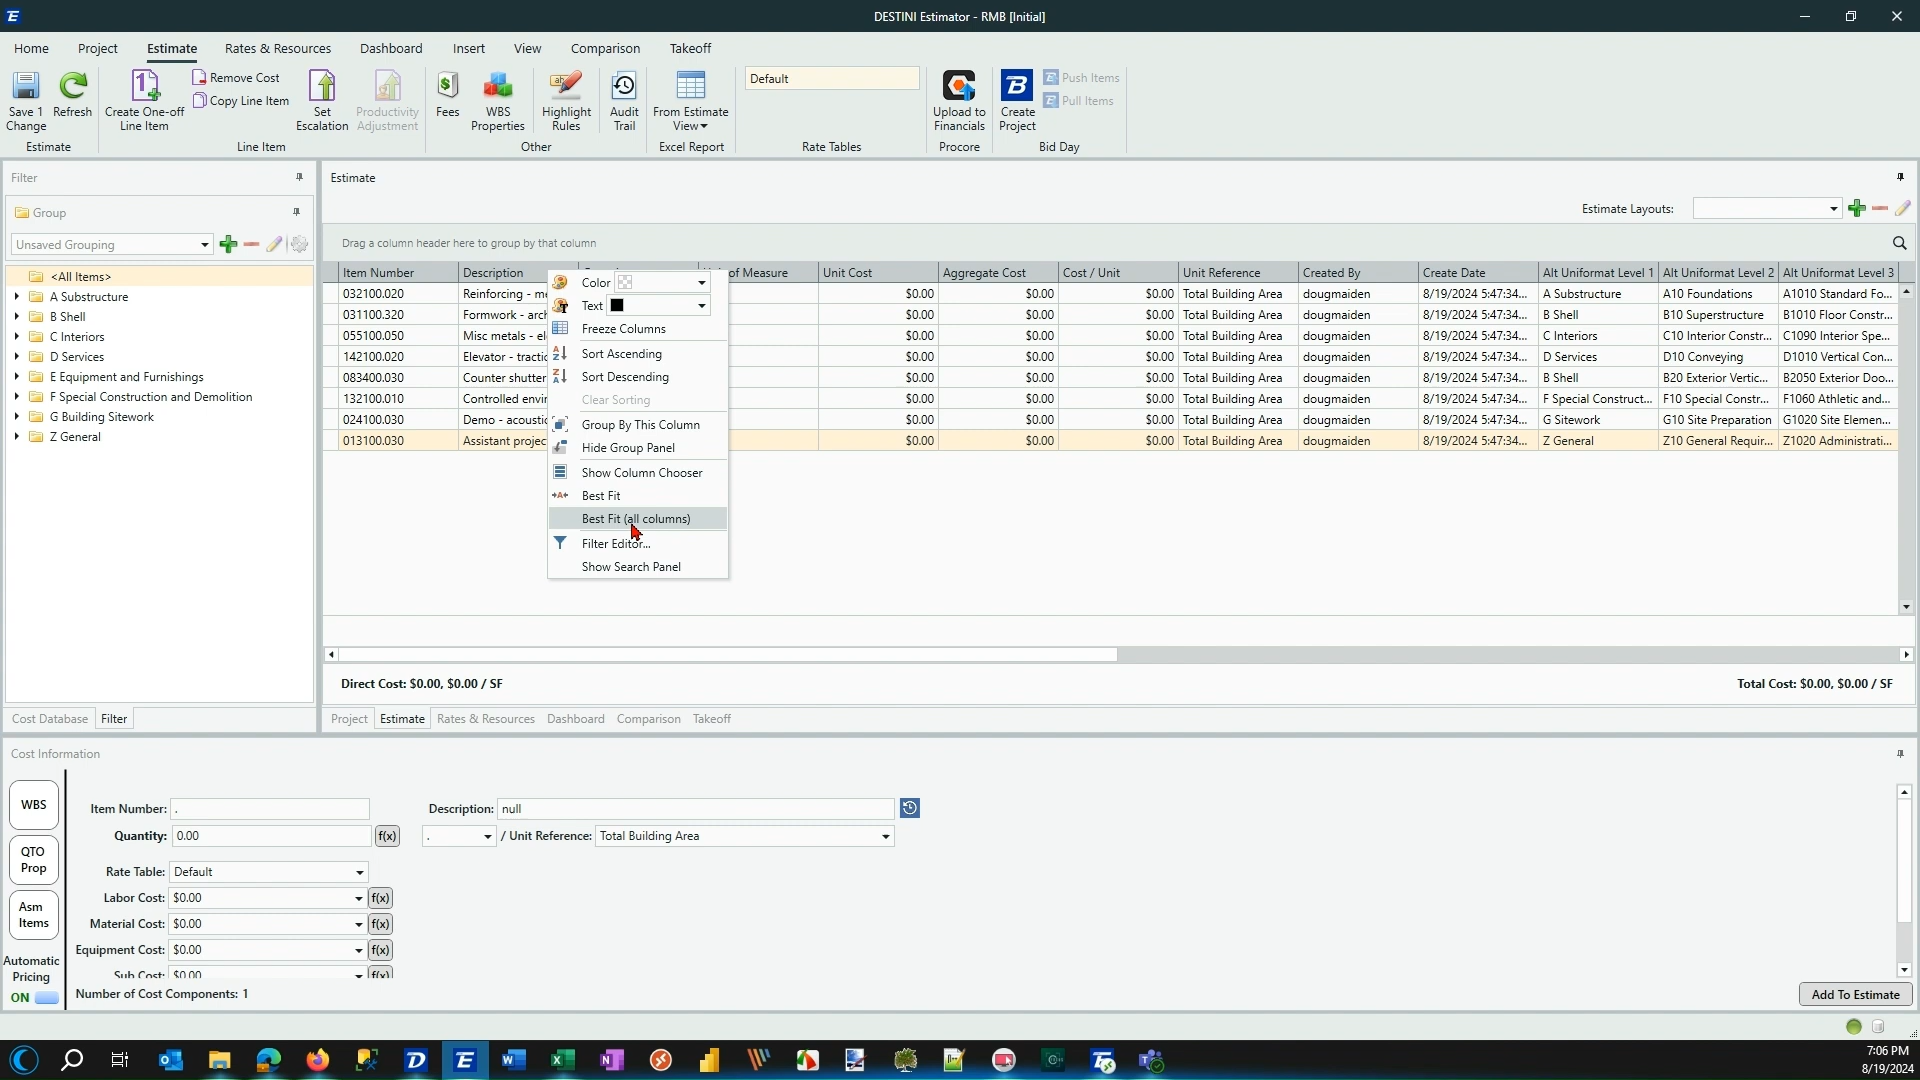 DESTINI Estimator - RMB [Initial]
Home Project Estimate Rates & Resources Dashboard Insert View Comparison Takeoff
Save 1 Change
Refresh
Create One-off Line Item
Remove Cost
Copy Line Item
Set Escalation
Productivity Adjustment
Fees
WBS Properties
Highlight Rules
Audit Trail
From Estimate View
Default
Upload to Financials
Create Project
Push Items
Pull Items
Estimate Line Item Other Excel Report Rate Tables Procore Bid Day
Filter
Group
Unsaved Grouping
<All Items>
A Substructure
B Shell
C Interiors
D Services
E Equipment and Furnishings
F Special Construction and Demolition
G Building Sitework
Z General
Cost Database Filter
Estimate
Estimate Layouts:
Drag a column header here to group by that column
Item Number Description of Measure Unit Cost Aggregate Cost Cost / Unit Unit Reference Created By Create Date Alt Uniformat Level 1 Alt Uniformat Level 2 Alt Uniformat Level 3
032100.020 Reinforcing - me $0.00 $0.00 $0.00 Total Building Area dougmaiden 8/19/2024 5:47:34... A Substructure A10 Foundations A1010 Standard Fo...
031100.320 Formwork - arch $0.00 $0.00 $0.00 Total Building Area dougmaiden 8/19/2024 5:47:34... B Shell B10 Superstructure B1010 Floor Constr...
055100.050 Misc metals - el $0.00 $0.00 $0.00 Total Building Area dougmaiden 8/19/2024 5:47:34... C Interiors C10 Interior Constr... C1090 Interior Spe...
142100.020 Elevator - tractio $0.00 $0.00 $0.00 Total Building Area dougmaiden 8/19/2024 5:47:34... D Services D10 Conveying D1010 Vertical Con...
083400.030 Counter shutter $0.00 $0.00 $0.00 Total Building Area dougmaiden 8/19/2024 5:47:34... B Shell B20 Exterior Vertic... B2050 Exterior Doo...
132100.010 Controlled envir $0.00 $0.00 $0.00 Total Building Area dougmaiden 8/19/2024 5:47:34... F Special Construct... F10 Special Constr... F1060 Athletic and...
024100.030 Demo - acoustic $0.00 $0.00 $0.00 Total Building Area dougmaiden 8/19/2024 5:47:34... G Sitework G10 Site Preparation G1020 Site Elemen...
013100.030 Assistant projec $0.00 $0.00 $0.00 Total Building Area dougmaiden 8/19/2024 5:47:34... Z General Z10 General Requir... Z1020 Administrati...
Color
Text
Freeze Columns
Sort Ascending
Sort Descending
Clear Sorting
Group By This Column
Hide Group Panel
Show Column Chooser
Best Fit
Best Fit (all columns)
Filter Editor...
Show Search Panel
Direct Cost: $0.00, $0.00 / SF Total Cost: $0.00, $0.00 / SF
Project Estimate Rates & Resources Dashboard Comparison Takeoff
Cost Information
WBS
QTO Prop
Asm Items
Automatic Pricing
ON
Item Number: . Description: null
Quantity: 0.00 f(x) . / Unit Reference: Total Building Area
Rate Table: Default
Labor Cost: $0.00 f(x)
Material Cost: $0.00 f(x)
Equipment Cost: $0.00 f(x)
Sub Cost: $0.00 f(x)
Number of Cost Components: 1
Add To Estimate
7:06 PM
8/19/2024